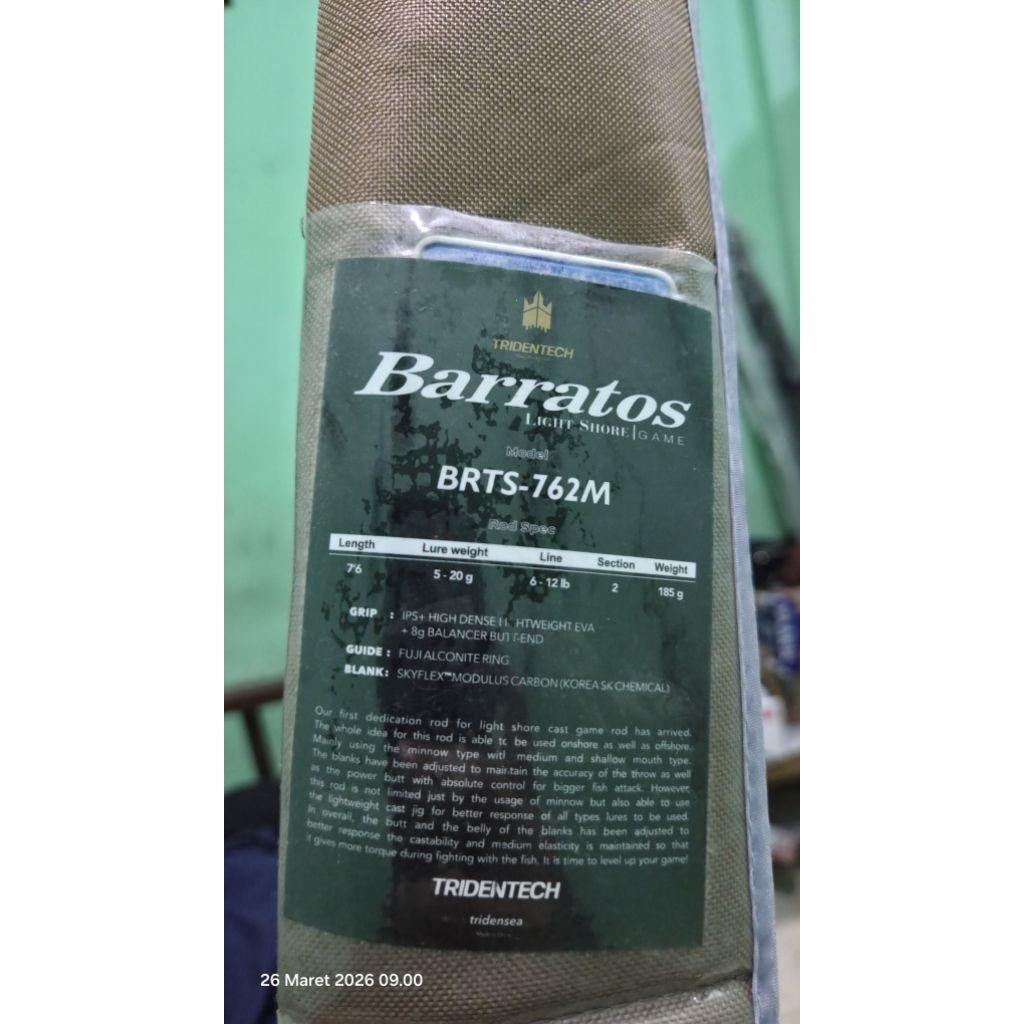 TRIDENTECH
Barratos
LIGHT SHORE | GAME
Model
BRTS-762M
Rod Spec
Length Lure weight Line Section Weight
7'6 5 - 20 g 6 - 12 lb 2 185 g
GRIP : IPS+ HIGH DENSE LIGHTWEIGHT EVA
+ 8g BALANCER BUTT-END
GUIDE : FUJI ALCONITE RING
BLANK : SKYFLEX™ MODULUS CARBON (KOREA SK CHEMICAL)
Our first dedication rod for light shore cast game rod has arrived.
The whole idea for this rod is able to be used onshore as well as offshore.
Mainly using the minnow type with medium and shallow mouth type.
The blanks have been adjusted to maintain the accuracy of the throw as well
as the power butt with absolute control for bigger fish attack. However,
this rod is not limited just by the usage of minnow but also able to use
the lightweight cast jig for better response of all types lures to be used.
In overall, the butt and the belly of the blanks has been adjusted to
better response the castability and medium elasticity is maintained so that
it gives more torque during fighting with the fish. It is time to level up your game!
TRIDENTECH
tridensea
26 Maret 2026 09.00